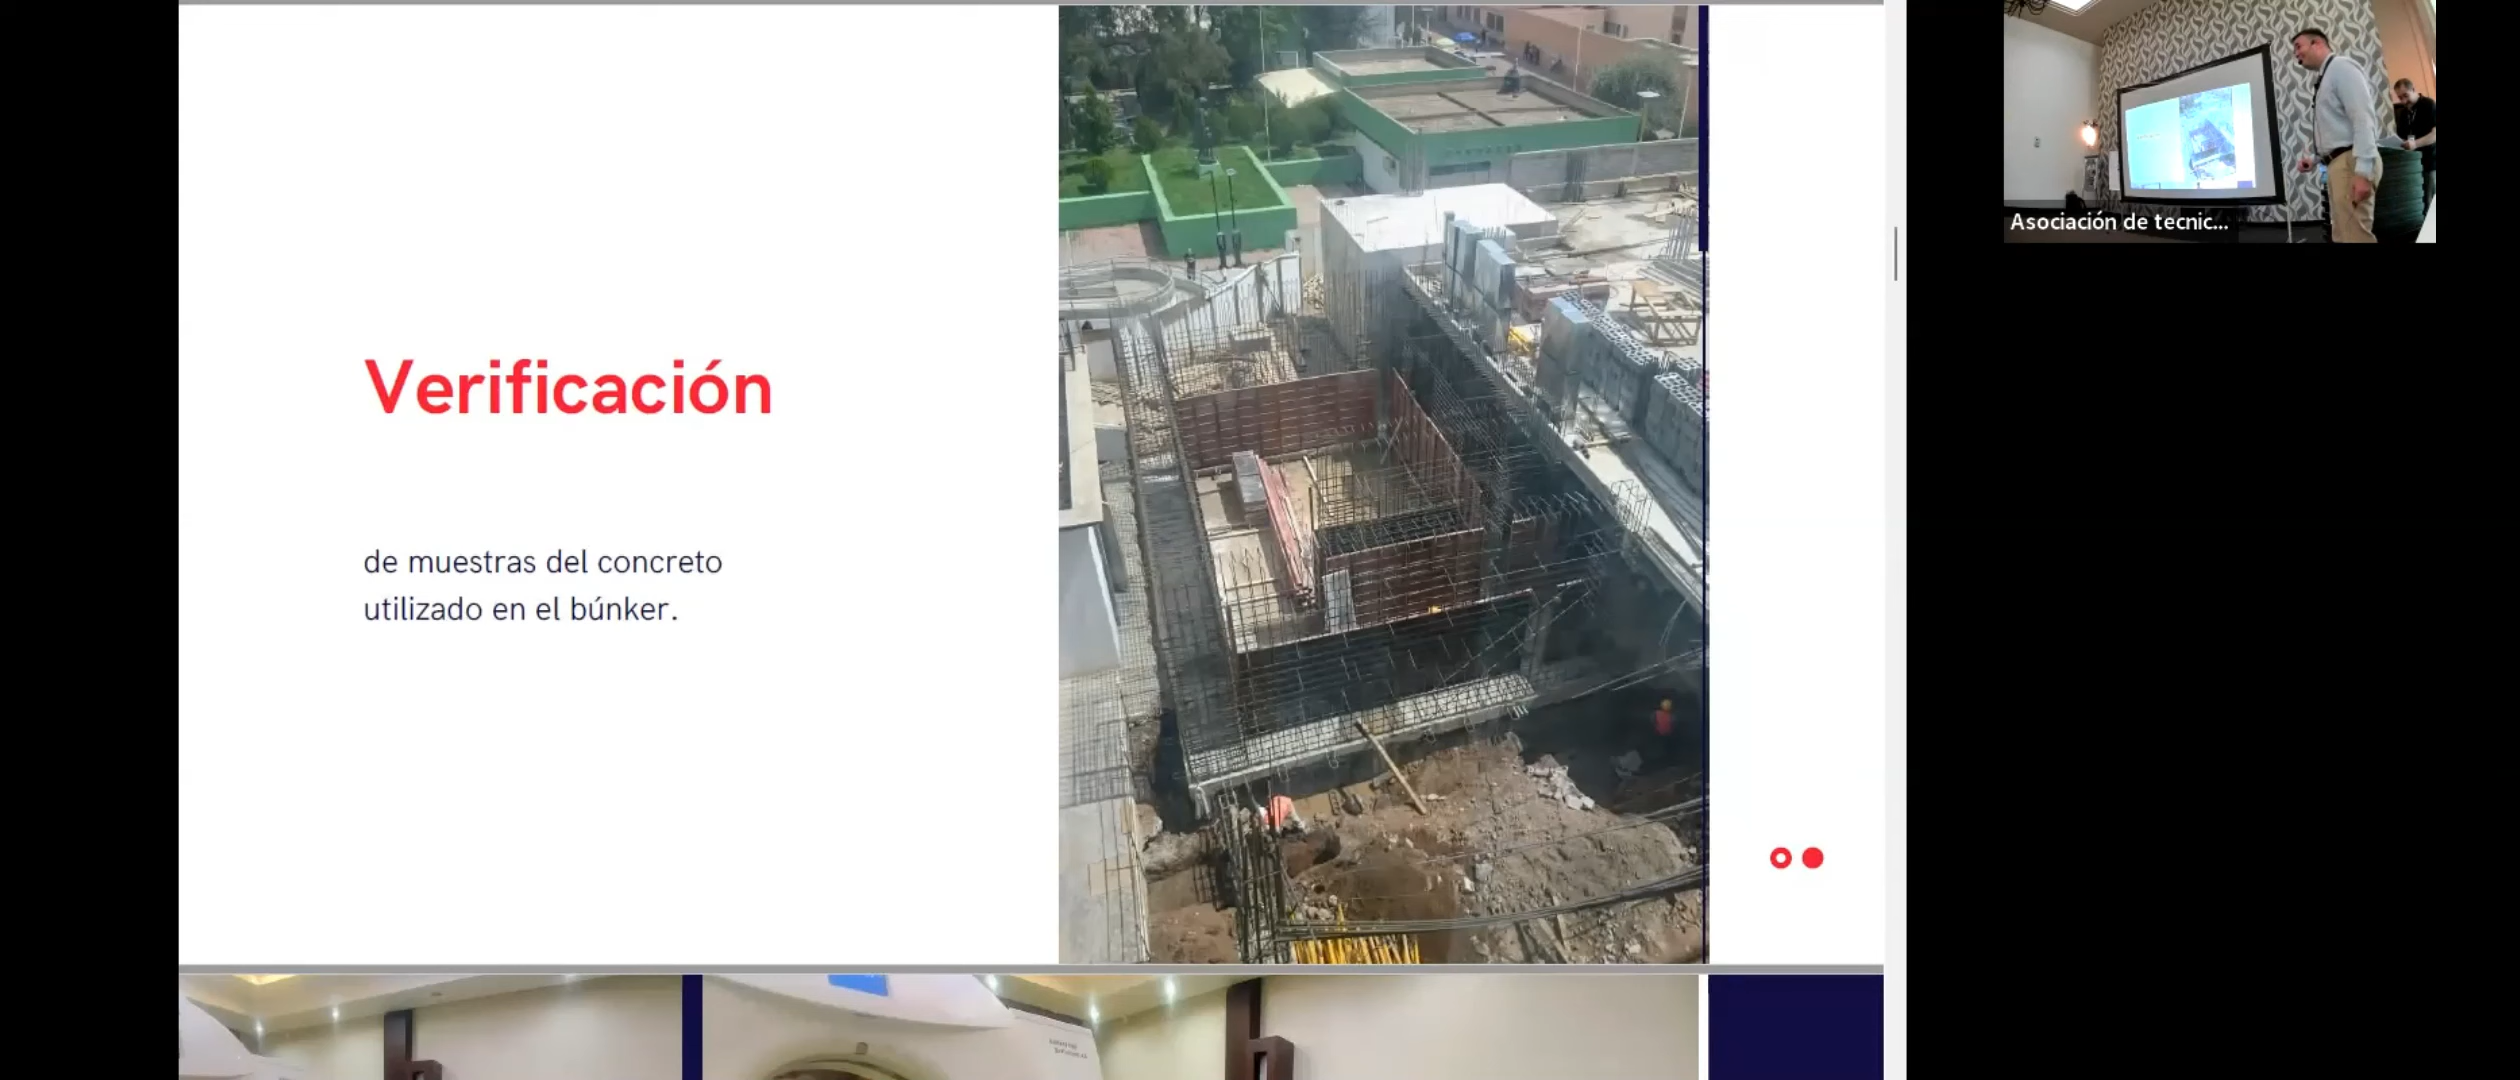 Verificación
de muestras del concreto
utilizado en el búnker.
Asociación de tecnic...